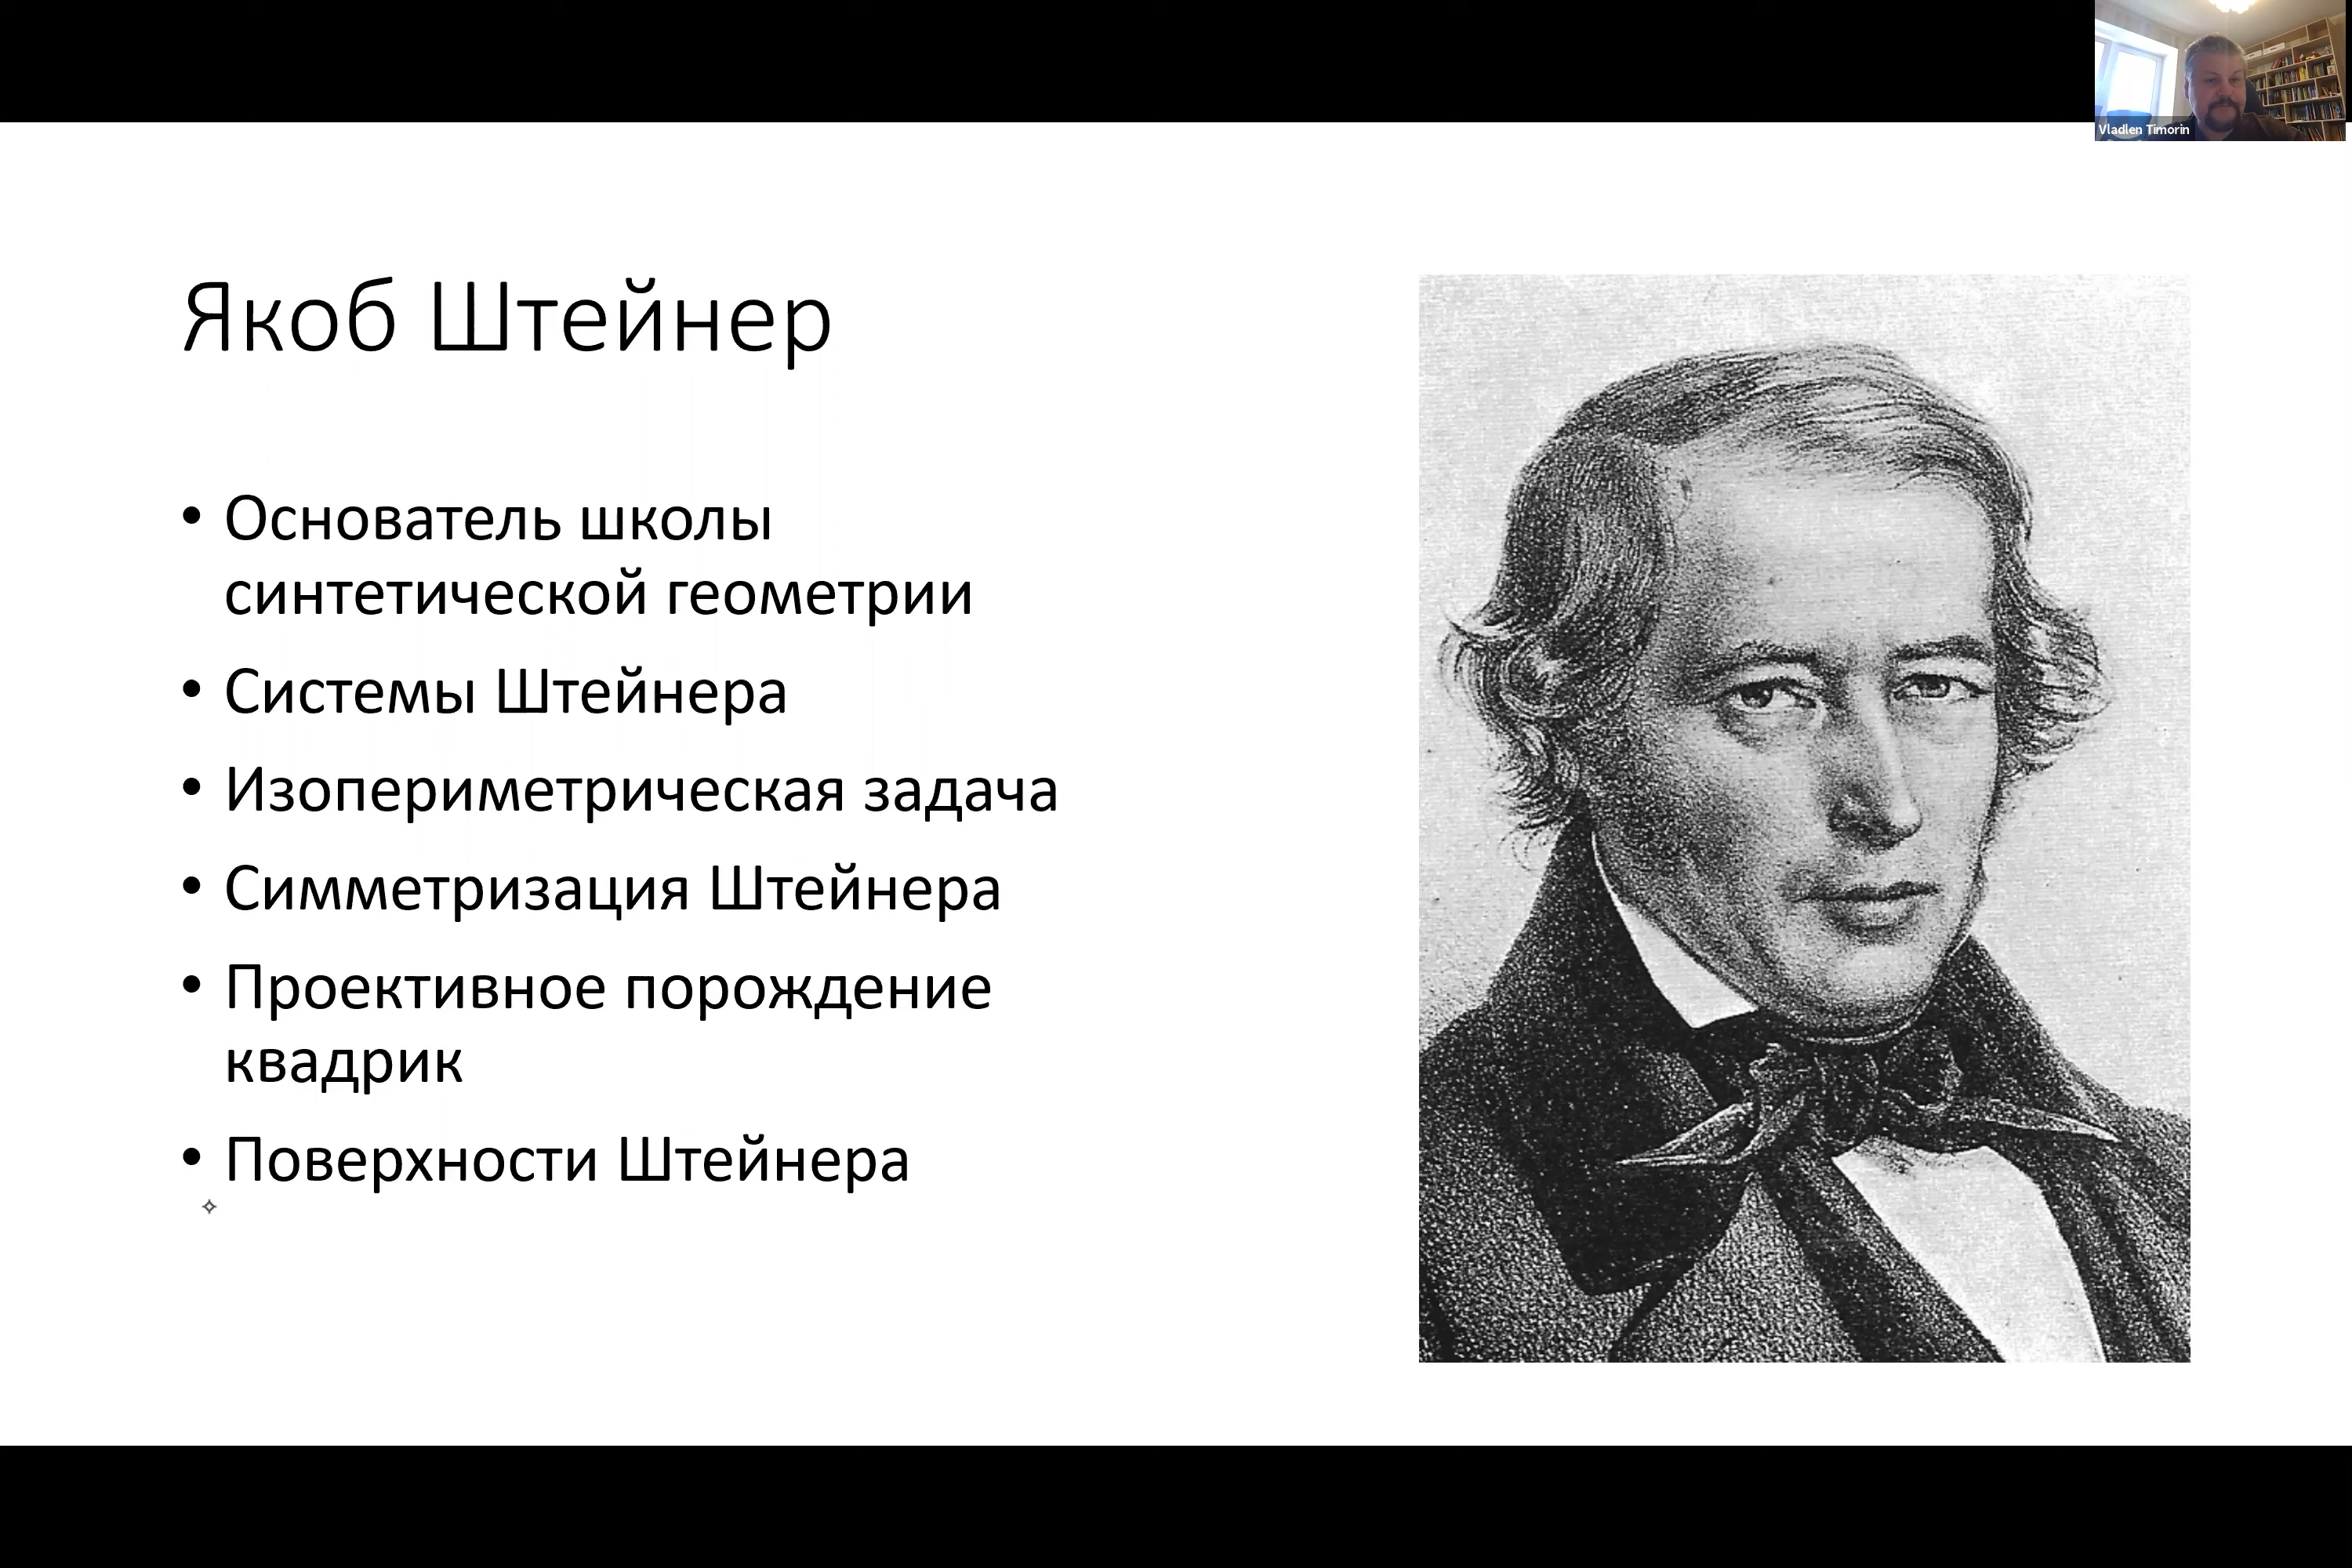 Vladlen Timorin
Якоб Штейнер
• Основатель школы
синтетической геометрии
• Системы Штейнера
• Изопериметрическая задача
• Симметризация Штейнера
• Проективное порождение
квадрик
• Поверхности Штейнера